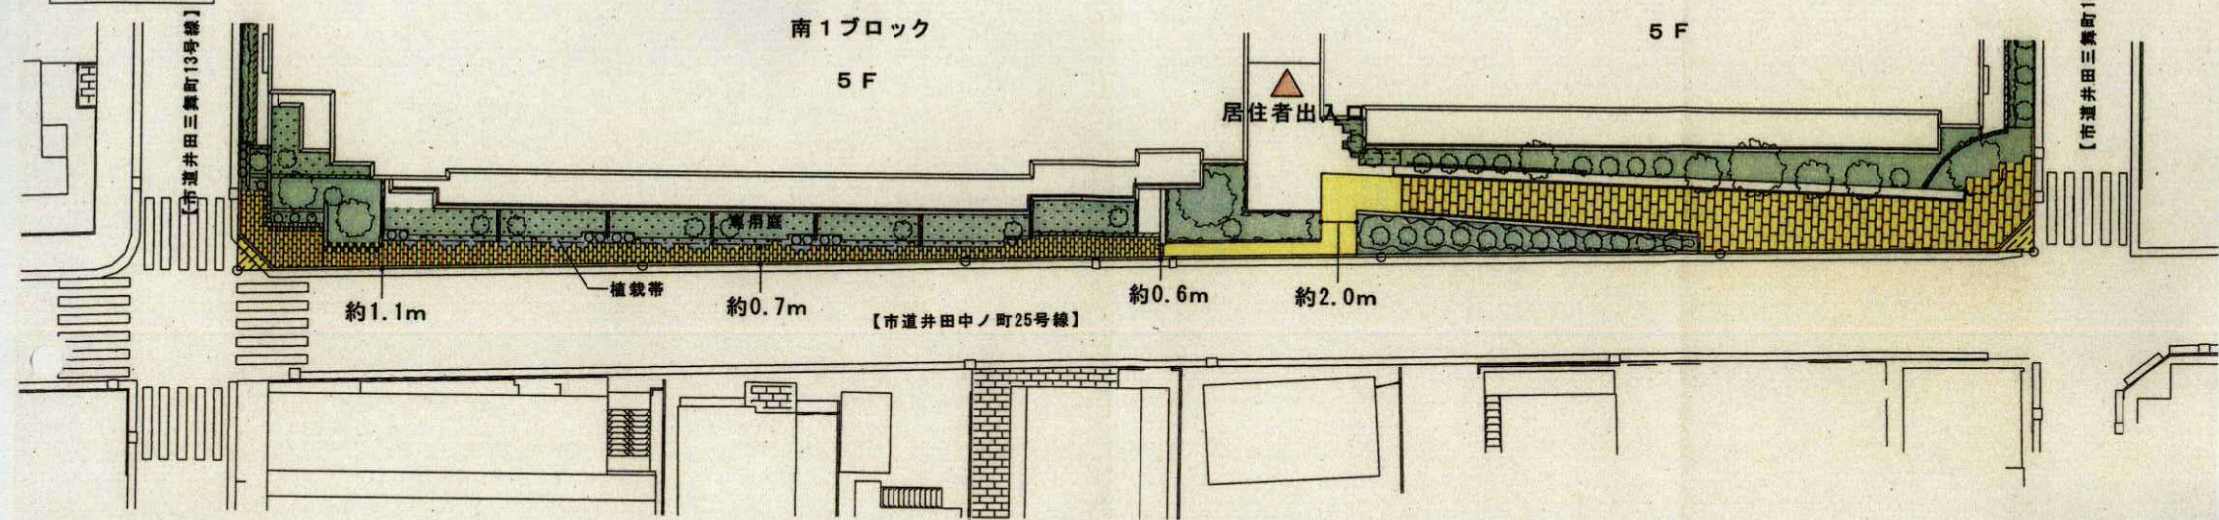 南1ブロック
5F
5F
【市道井田三舞町13号線】
【市道井田三舞町1
居住者出入口
専用庭
植栽帯
約1.1m
約0.7m
約0.6m
約2.0m
【市道井田中ノ町25号線】